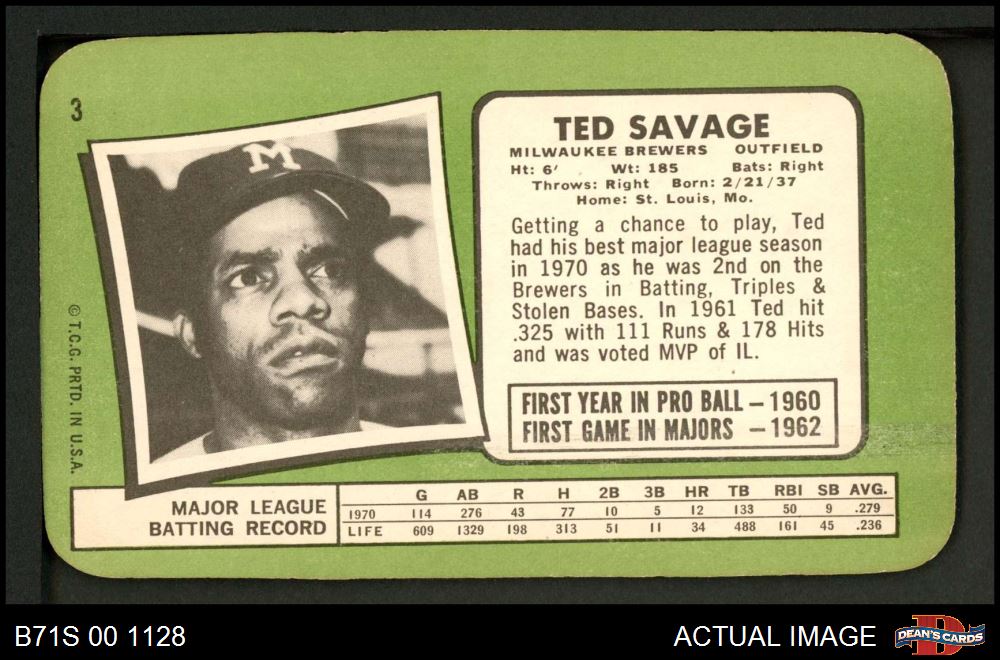 3
M
© T.C.G. PRTD. IN U.S.A.
TED SAVAGE
MILWAUKEE BREWERS OUTFIELD
Ht: 6' Wt: 185 Bats: Right
Throws: Right Born: 2/21/37
Home: St. Louis, Mo.
Getting a chance to play, Ted
had his best major league season
in 1970 as he was 2nd on the
Brewers in Batting, Triples &
Stolen Bases. In 1961 Ted hit
.325 with 111 Runs & 178 Hits
and was voted MVP of IL.
FIRST YEAR IN PRO BALL — 1960
FIRST GAME IN MAJORS — 1962
MAJOR LEAGUE
BATTING RECORD
G AB R H 2B 3B HR TB RBI SB AVG.
1970 114 276 43 77 10 5 12 133 50 9 .279
LIFE 609 1329 198 313 51 11 34 488 161 45 .236
B71S 00 1128
ACTUAL IMAGE
D
DEAN'S CARDS